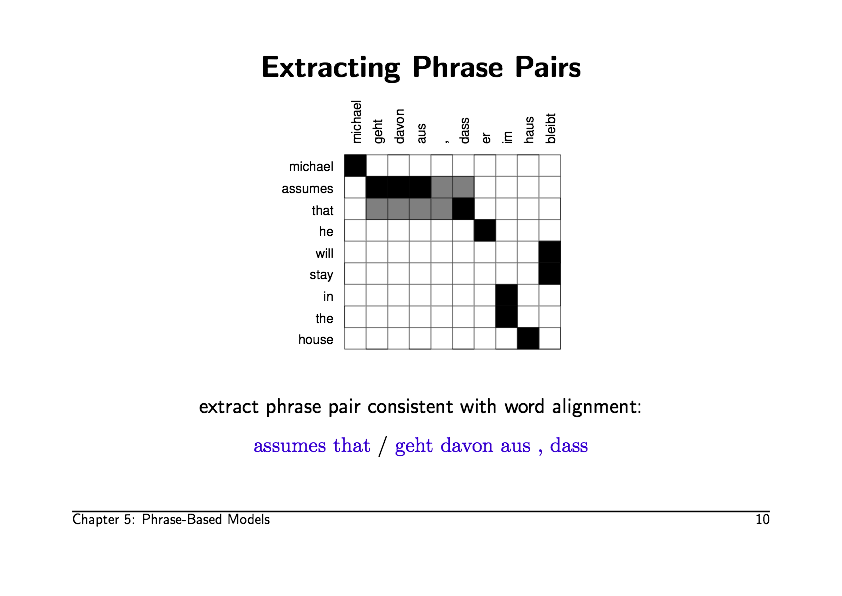 Extracting Phrase Pairs
michael geht davon aus , dass er im haus bleibt
michael
assumes
that
he
will
stay
in
the
house
extract phrase pair consistent with word alignment:
assumes that / geht davon aus , dass
Chapter 5: Phrase-Based Models 10